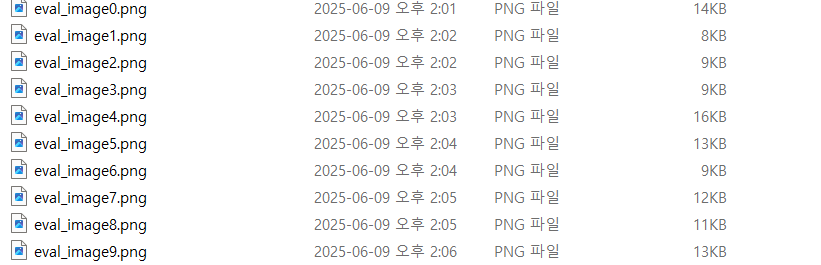 eval_image0.png 2025-06-09 오후 2:01 PNG 파일 14KB
eval_image1.png 2025-06-09 오후 2:02 PNG 파일 8KB
eval_image2.png 2025-06-09 오후 2:02 PNG 파일 9KB
eval_image3.png 2025-06-09 오후 2:03 PNG 파일 9KB
eval_image4.png 2025-06-09 오후 2:03 PNG 파일 16KB
eval_image5.png 2025-06-09 오후 2:04 PNG 파일 13KB
eval_image6.png 2025-06-09 오후 2:04 PNG 파일 9KB
eval_image7.png 2025-06-09 오후 2:05 PNG 파일 12KB
eval_image8.png 2025-06-09 오후 2:05 PNG 파일 11KB
eval_image9.png 2025-06-09 오후 2:06 PNG 파일 13KB